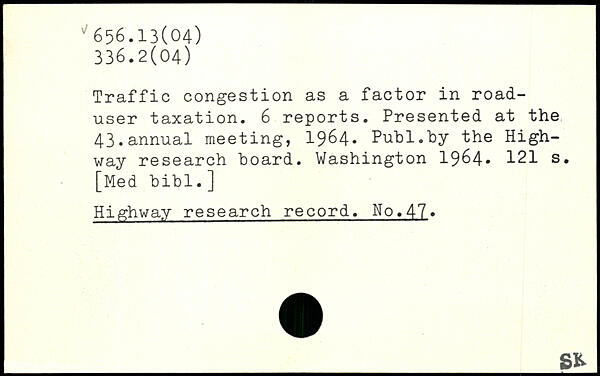 656.13(04)
336.2(04)
Traffic congestion as a factor in road-
user taxation. 6 reports. Presented at the
43.annual meeting, 1964. Publ.by the High-
way research board. Washington 1964. 121 s.
[Med bibl.]
Highway research record. No.47.
SK